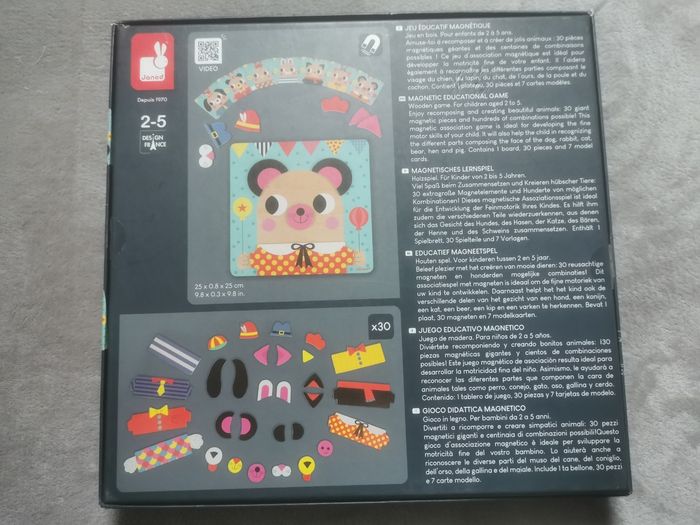 Janod
Depuis 1970
2-5
DESIGN
FRANCE
VIDEO
25 x 0.8 x 25 cm
9.8 x 0.3 x 9.8 in.
x30
JEU ÉDUCATIF MAGNÉTIQUE
Jeu en bois. Pour enfants de 2 à 5 ans.
Amuse-toi à recomposer et à créer de jolis animaux : 30 pièces
magnétiques géantes et des centaines de combinaisons
possibles ! Ce jeu d'association magnétique est idéal pour
développer la motricité fine de votre enfant. Il l'aidera
également à reconnaître les différentes parties composant le
visage du chien, du lapin, du chat, de l'ours, de la poule et du
cochon. Contient 1 plateau, 30 pièces et 7 cartes modèles.
MAGNETIC EDUCATIONAL GAME
Wooden game. For children aged 2 to 5.
Enjoy recomposing and creating beautiful animals: 30 giant
magnetic pieces and hundreds of combinations possible! This
magnetic association game is ideal for developing the fine
motor skills of your child. It will also help the child in recognizing
the different parts composing the face of the dog, rabbit, cat,
bear, hen and pig. Contains 1 board, 30 pieces and 7 model
cards.
MAGNETISCHES LERNSPIEL
Holzspiel. Für Kinder von 2 bis 5 Jahren.
Viel Spaß beim Zusammensetzen und Kreieren hübscher Tiere:
30 extragroße Magnetelemente und Hunderte von möglichen
Kombinationen! Dieses magnetische Assoziationsspiel ist ideal
für die Entwicklung der Feinmotorik Ihres Kindes. Es hilft ihm
zudem die verschiedenen Teile wiederzuerkennen, aus denen
sich das Gesicht des Hundes, des Hasen, der Katze, des Bären,
der Henne und des Schweins zusammensetzen. Enthält 1
Spielbrett, 30 Spielteile und 7 Vorlagen.
EDUCATIEF MAGNEETSPEL
Houten spel. Voor kinderen tussen 2 en 5 jaar.
Beleef plezier met het creëren van mooie dieren: 30 reusachtige
magneten en honderden mogelijke combinaties! Dit
associatiespel met magneten is ideaal om de fijne motoriek van
uw kind te ontwikkelen. Daarnaast helpt het het kind ook de
verschillende delen van het gezicht van een hond, een konijn,
een kat, een beer, een kip en een varken te herkennen. Bevat 1
plaat, 30 magneten en 7 modelkaarten.
JUEGO EDUCATIVO MAGNETICO
Juego de madera. Para niños de 2 a 5 años.
Diviértete recomponiendo y creando bonitos animales: ¡30
piezas magnéticas gigantes y cientos de combinaciones
posibles! Este juego magnético de asociación resulta ideal para
desarrollar la motricidad fina del niño. Asimismo, le ayudará a
reconocer las diferentes partes que componen la cara de
animales tales como perro, conejo, gato, oso, gallina y cerdo.
Contenido: 1 tablero de juego, 30 piezas y 7 tarjetas de modelo.
GIOCO DIDATTICA MAGNETICO
Gioco in legno. Per bambini da 2 a 5 anni.
Divertiti a ricomporre e creare simpatici animali: 30 pezzi
magnetici giganti e centinaia di combinazioni possibili!Questo
gioco d'associazione magnetico è ideale per sviluppare la
motricità fine del vostro bambino. Lo aiuterà anche a
riconoscere le diverse parti del muso del cane, del coniglio,
dell'orso, della gallina e del maiale. Include 1 ta bellone, 30 pezzi
e 7 carte modello.